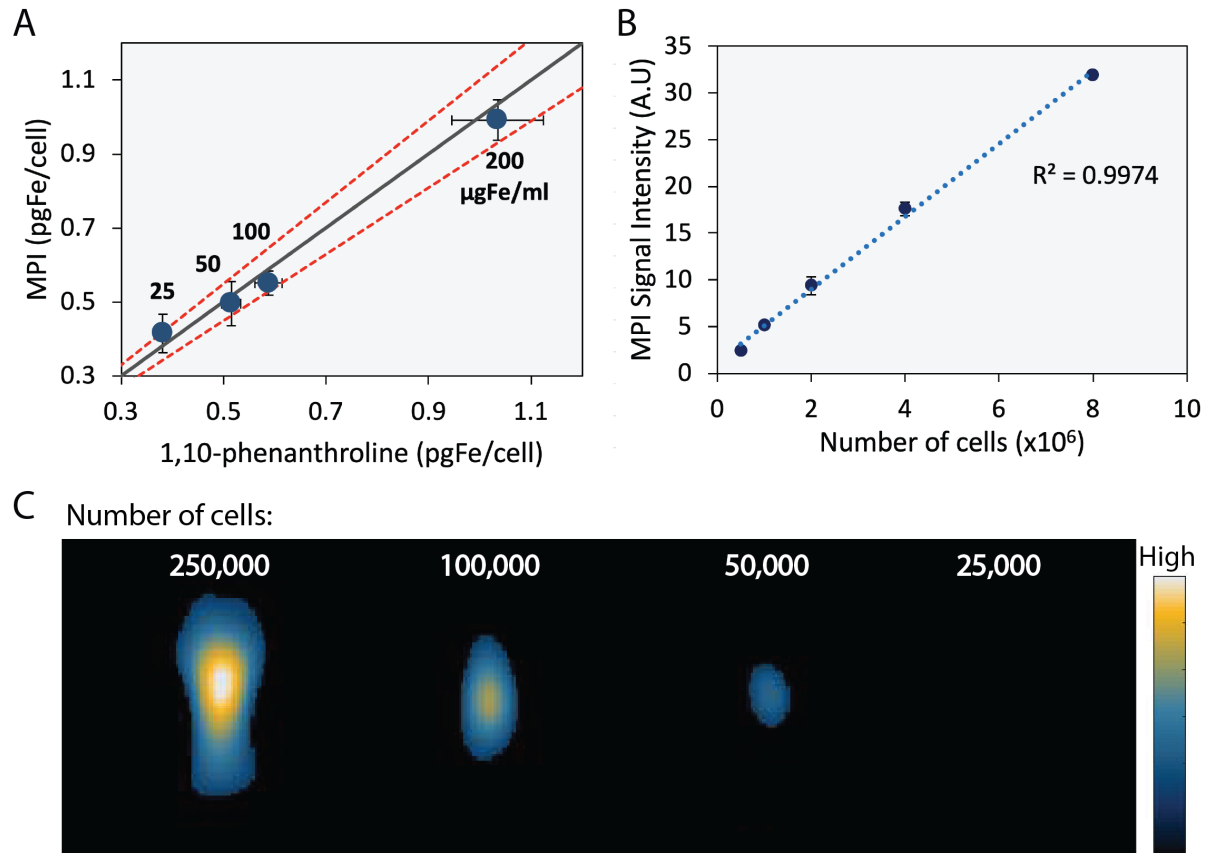 A
MPI (pgFe/cell)
1.1
0.9
0.7
0.5
0.3
25
50
100
200
µgFe/ml
0.3 0.5 0.7 0.9 1.1
1,10-phenanthroline (pgFe/cell)
B
MPI Signal Intensity (A.U)
35
30
25
20
15
10
5
0
R² = 0.9974
0 2 4 6 8 10
Number of cells (x10⁶)
C
Number of cells:
250,000 100,000 50,000 25,000
High